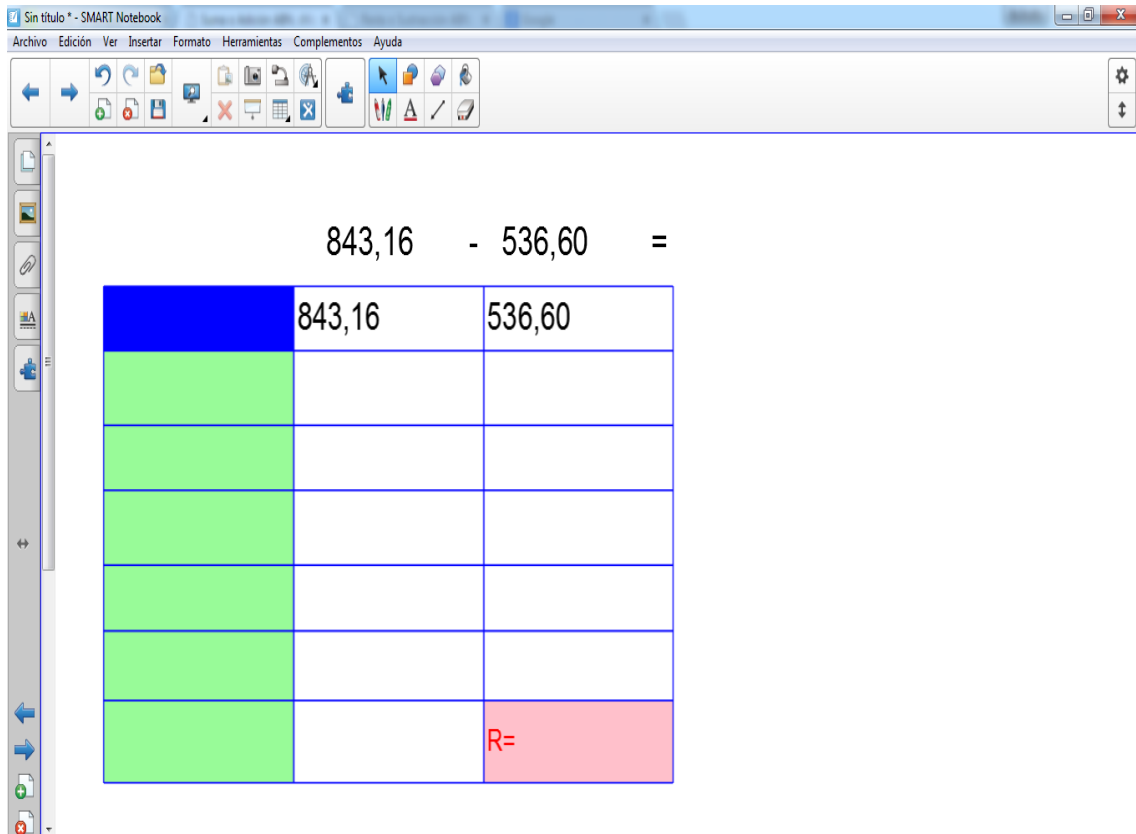 Sin título * - SMART Notebook
Archivo Edición Ver Insertar Formato Herramientas Complementos Ayuda
843,16 - 536,60 =
843,16 536,60
R=